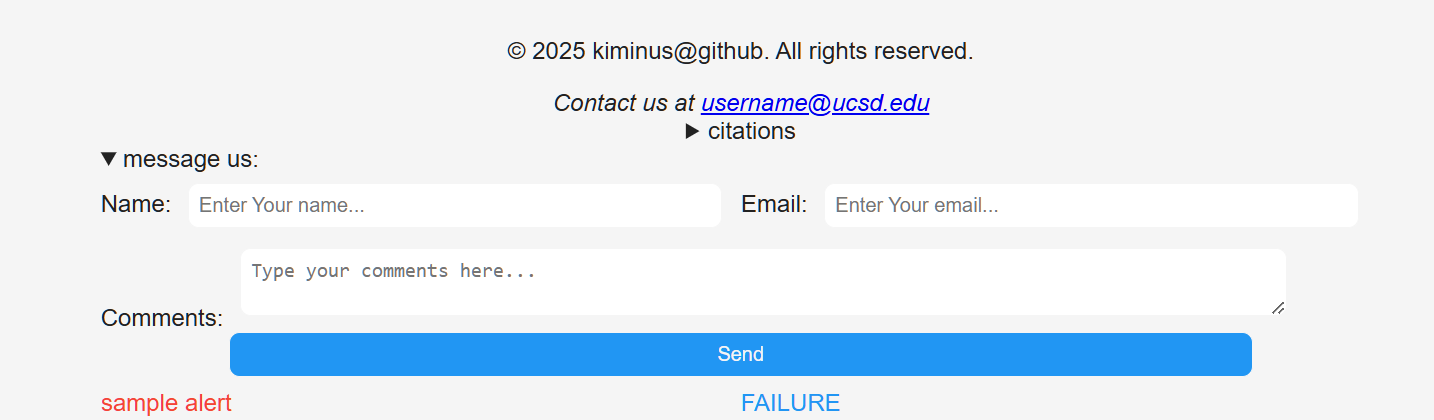 © 2025 kiminus@github. All rights reserved.
Contact us at username@ucsd.edu
▶ citations
▼ message us:
Name: Enter Your name... Email: Enter Your email...
Type your comments here...
Comments:
Send
sample alert FAILURE